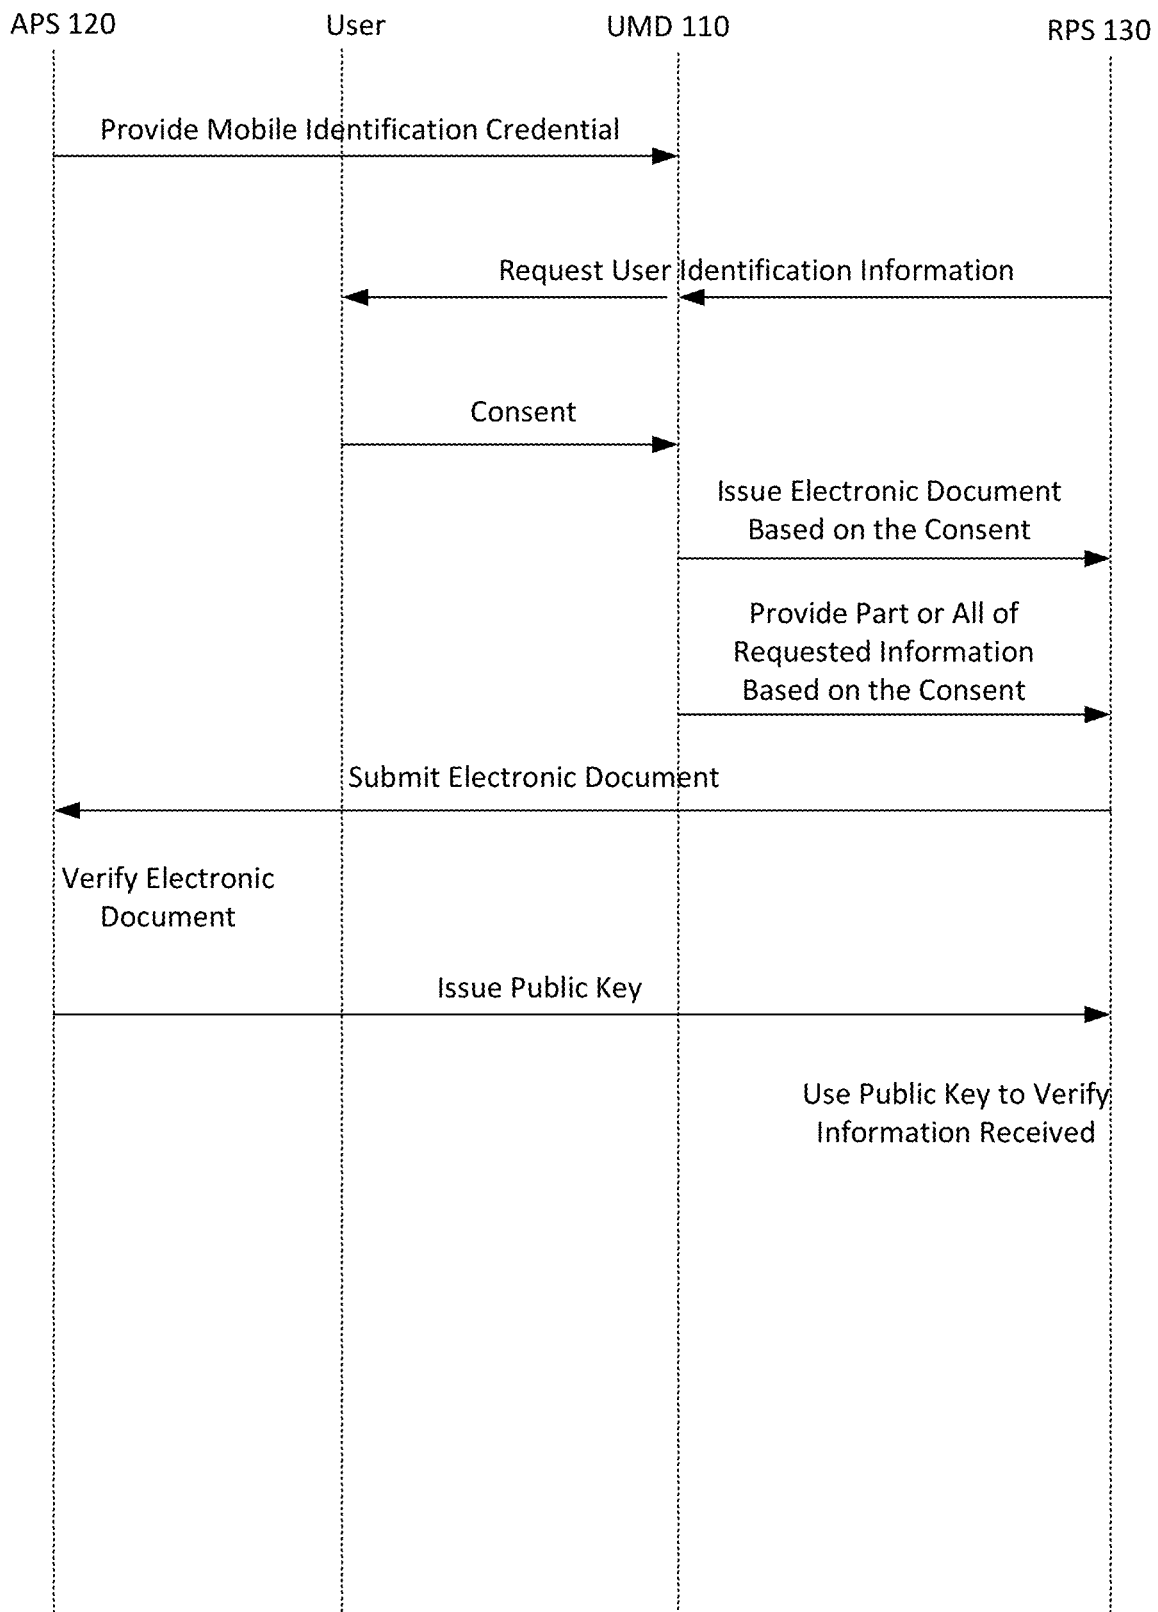 APS 120
User
UMD 110
RPS 130
Provide Mobile Identification Credential
Request User Identification Information
Consent
Issue Electronic Document
Based on the Consent
Provide Part or All of
Requested Information
Based on the Consent
Submit Electronic Document
Verify Electronic
Document
Issue Public Key
Use Public Key to Verify
Information Received